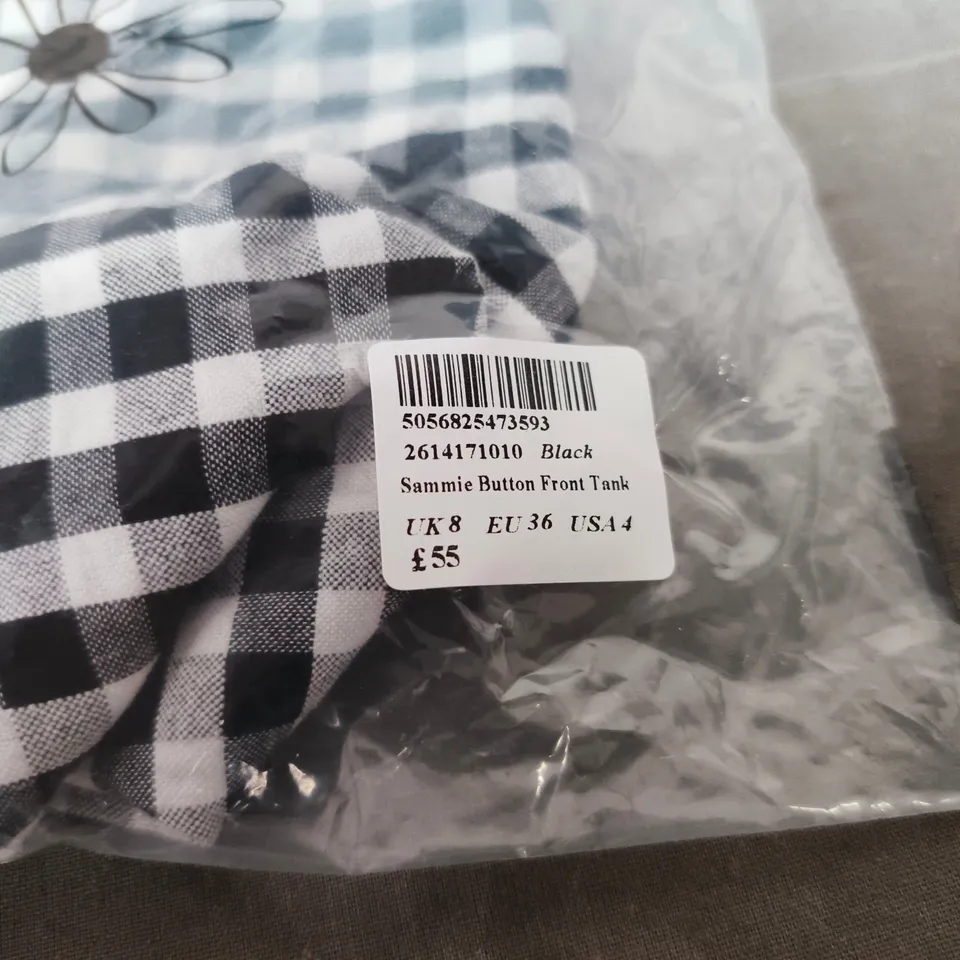 5056825473593
2614171010 Black
Sammie Button Front Tank
UK 8 EU 36 USA 4
£55